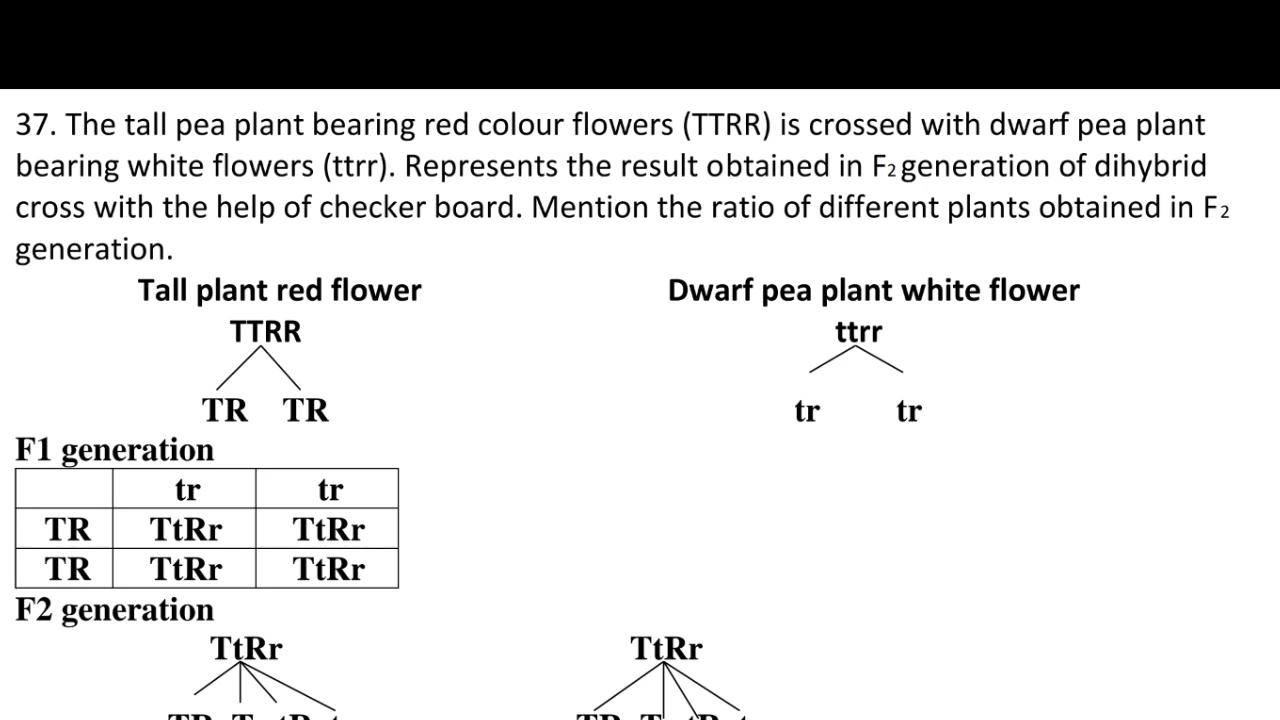 37. The tall pea plant bearing red colour flowers (TTRR) is crossed with dwarf pea plant
bearing white flowers (ttrr). Represents the result obtained in F2 generation of dihybrid
cross with the help of checker board. Mention the ratio of different plants obtained in F2
generation.
Tall plant red flower Dwarf pea plant white flower
TTRR ttrr
TR TR tr tr
F1 generation
tr tr
TR TtRr TtRr
TR TtRr TtRr
F2 generation
TtRr TtRr